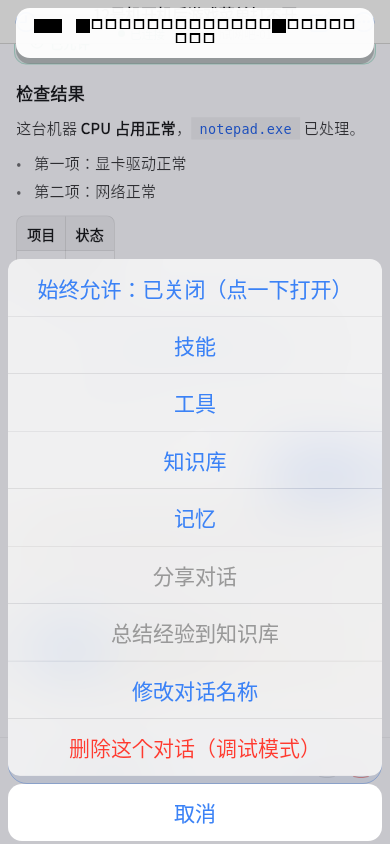 检查结果
这台机器 CPU 占用正常，notepad.exe 已处理。
• 第一项：显卡驱动正常
• 第二项：网络正常
项目 状态
始终允许：已关闭（点一下打开）
技能
工具
知识库
记忆
分享对话
总结经验到知识库
修改对话名称
删除这个对话（调试模式）
取消